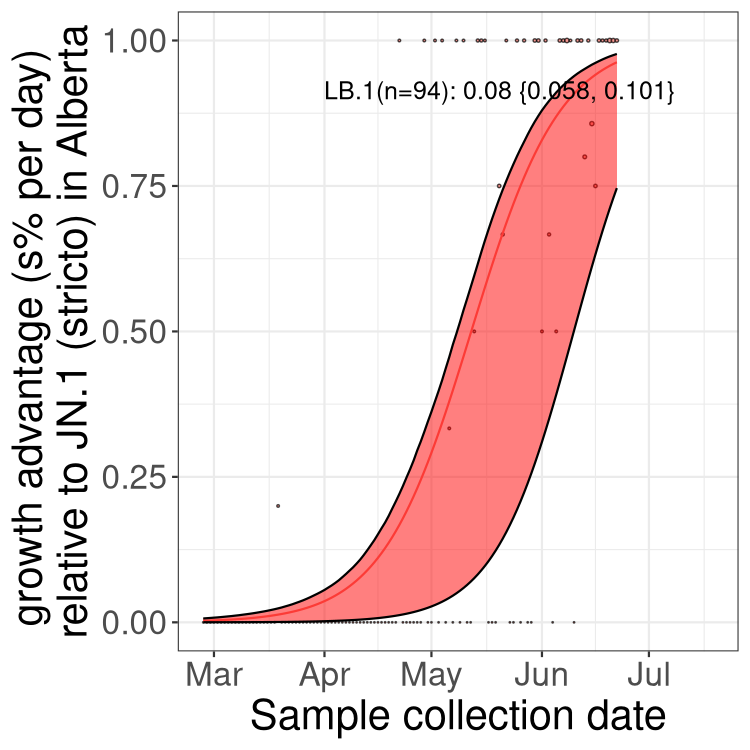 growth advantage (s% per day)
relative to JN.1 (stricto) in Alberta
1.00
0.75
0.50
0.25
0.00
LB.1(n=94): 0.08 {0.058, 0.101}
Mar Apr May Jun Jul
Sample collection date